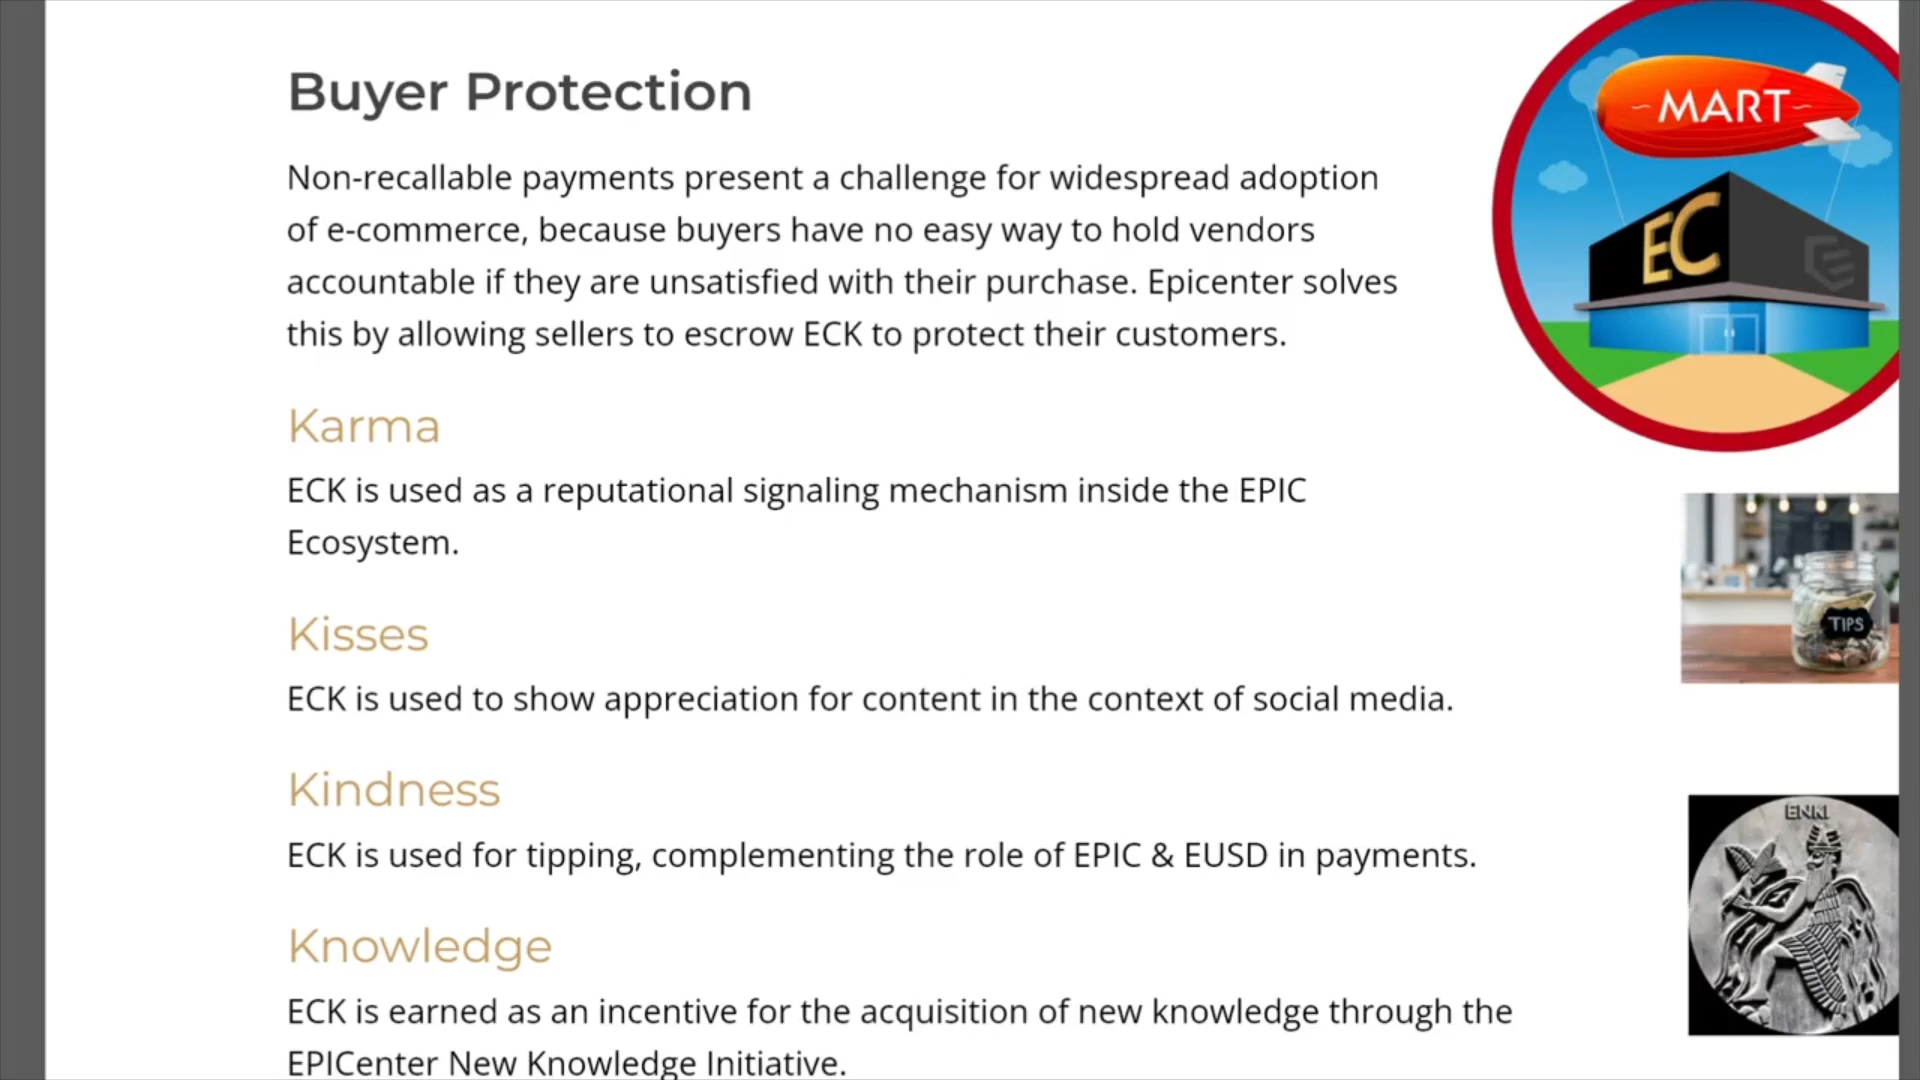 Buyer Protection
Non-recallable payments present a challenge for widespread adoption
of e-commerce, because buyers have no easy way to hold vendors
accountable if they are unsatisfied with their purchase. Epicenter solves
this by allowing sellers to escrow ECK to protect their customers.
Karma
ECK is used as a reputational signaling mechanism inside the EPIC
Ecosystem.
Kisses
ECK is used to show appreciation for content in the context of social media.
Kindness
ECK is used for tipping, complementing the role of EPIC & EUSD in payments.
Knowledge
ECK is earned as an incentive for the acquisition of new knowledge through the
EPICenter New Knowledge Initiative.
~ MART ~
EC
TIPS
ENKI